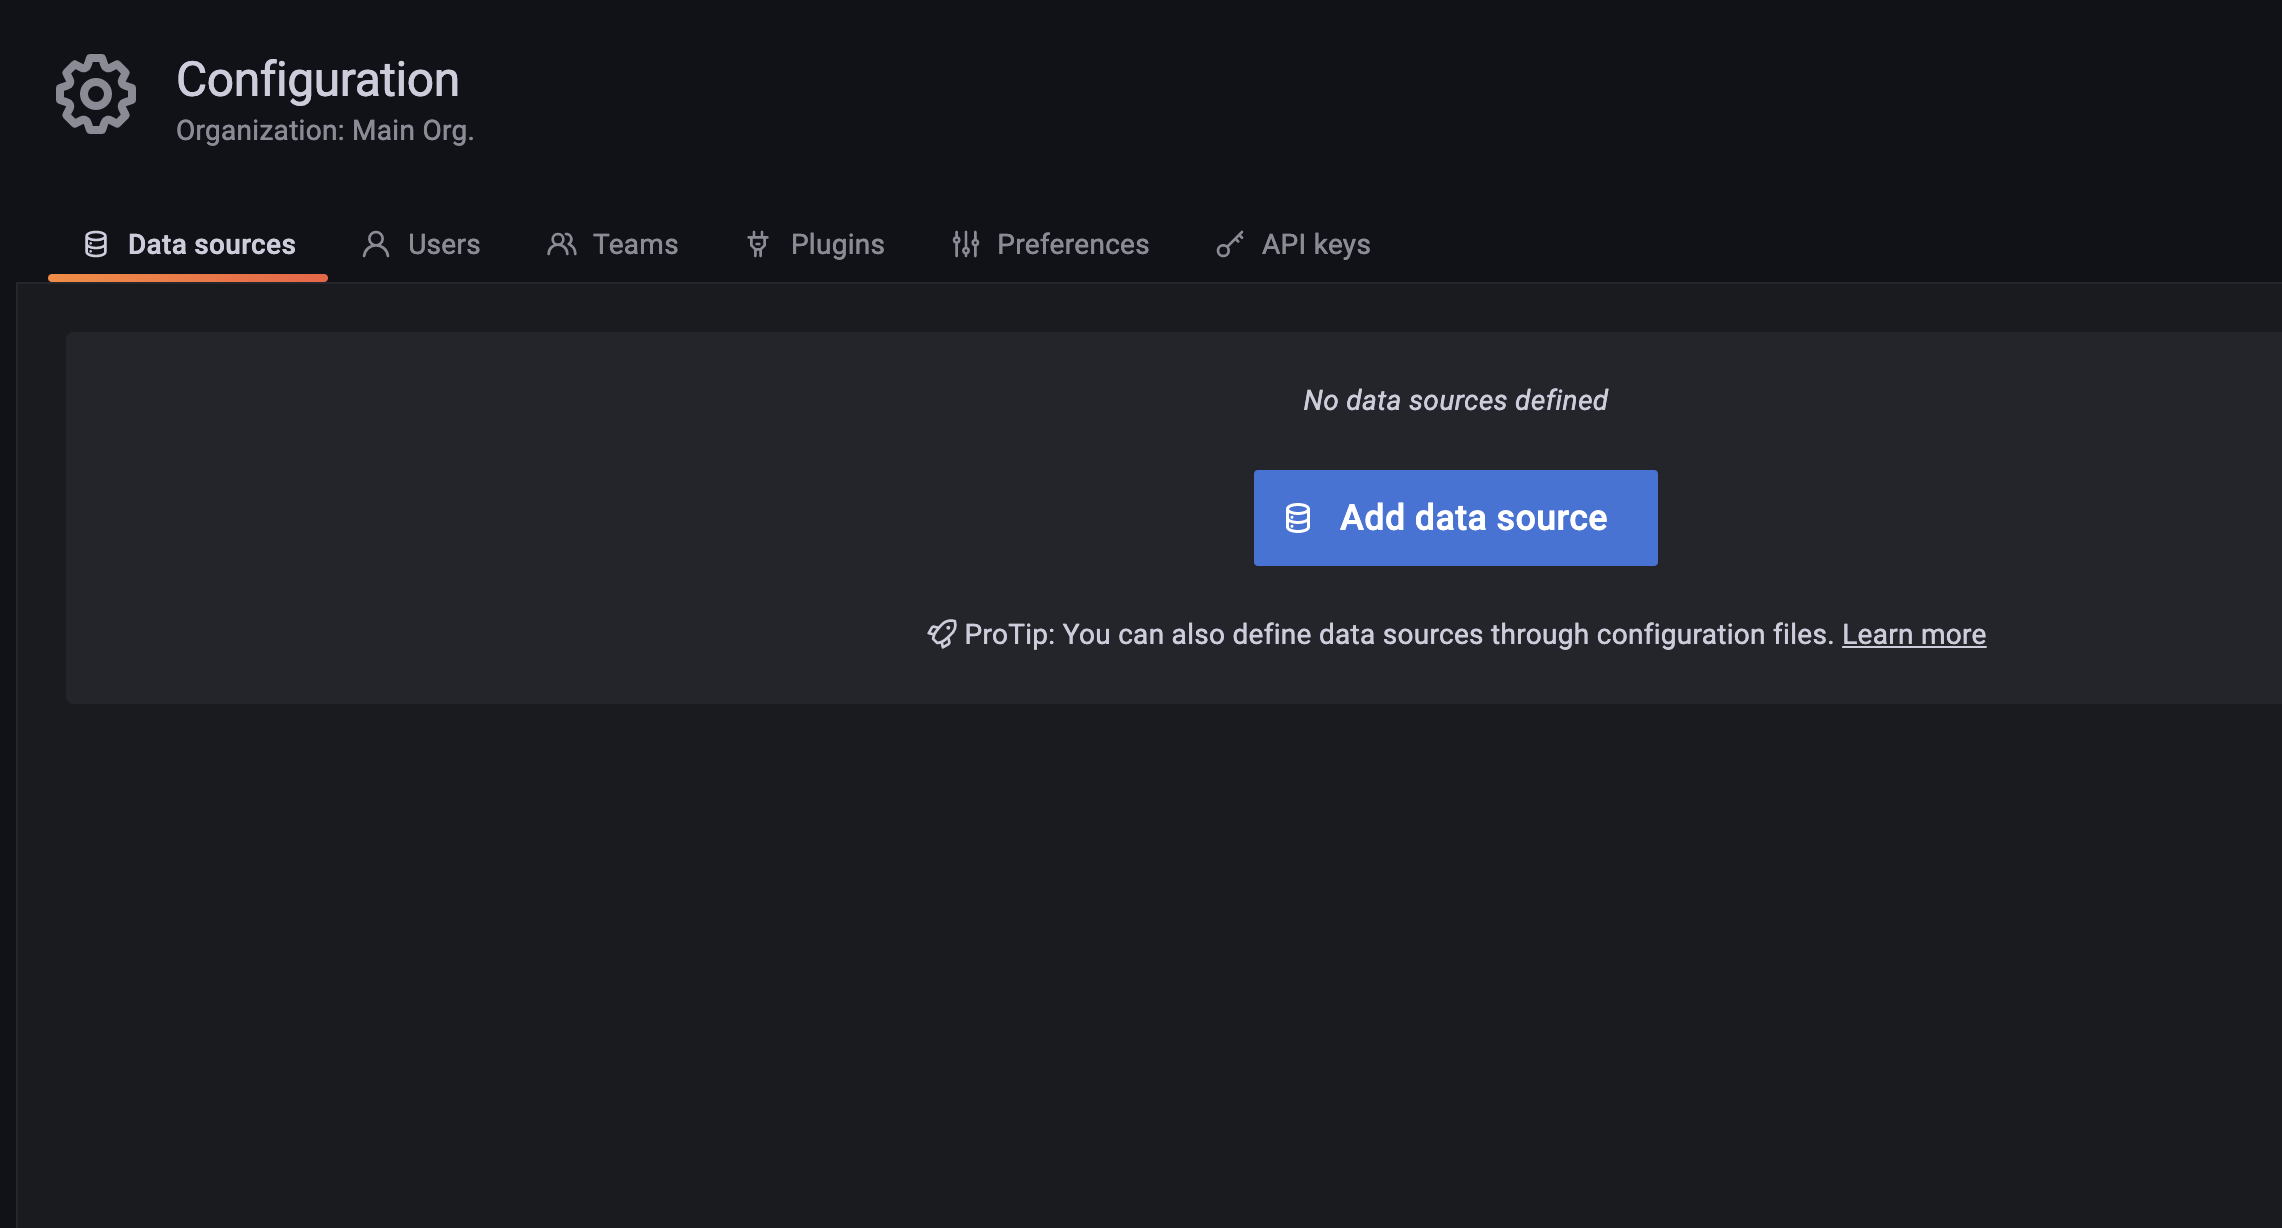 Configuration
Organization: Main Org.
Data sources Users Teams Plugins Preferences API keys
No data sources defined
Add data source
ProTip: You can also define data sources through configuration files. Learn more